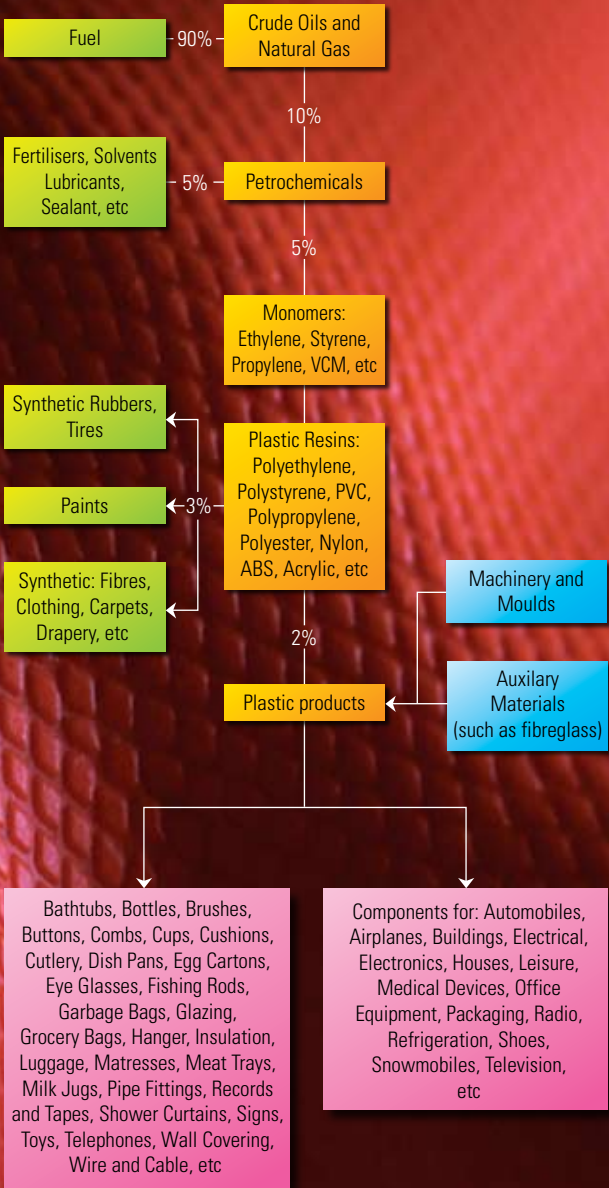 Fuel
90%
Crude Oils and
Natural Gas
10%
Fertilisers, Solvents
Lubricants,
Sealant, etc
5%
Petrochemicals
5%
Monomers:
Ethylene, Styrene,
Propylene, VCM, etc
Synthetic Rubbers,
Tires
Paints
Synthetic: Fibres,
Clothing, Carpets,
Drapery, etc
3%
Plastic Resins:
Polyethylene,
Polystyrene, PVC,
Polypropylene,
Polyester, Nylon,
ABS, Acrylic, etc
2%
Machinery and
Moulds
Plastic products
Auxilary
Materials
(such as fibreglass)
Bathtubs, Bottles, Brushes,
Buttons, Combs, Cups, Cushions,
Cutlery, Dish Pans, Egg Cartons,
Eye Glasses, Fishing Rods,
Garbage Bags, Glazing,
Grocery Bags, Hanger, Insulation,
Luggage, Matresses, Meat Trays,
Milk Jugs, Pipe Fittings, Records
and Tapes, Shower Curtains, Signs,
Toys, Telephones, Wall Covering,
Wire and Cable, etc
Components for: Automobiles,
Airplanes, Buildings, Electrical,
Electronics, Houses, Leisure,
Medical Devices, Office
Equipment, Packaging, Radio,
Refrigeration, Shoes,
Snowmobiles, Television,
etc